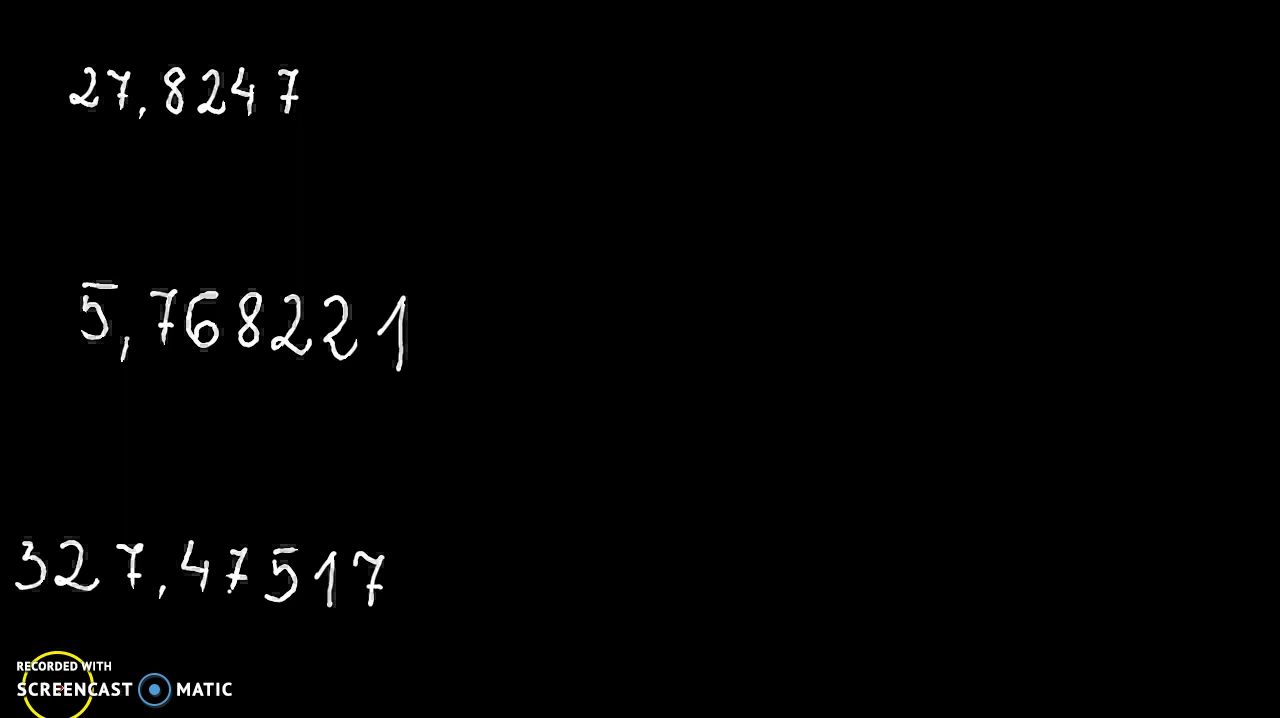 27,8247
5,768221
327,47517
RECORDED WITH
SCREENCAST MATIC